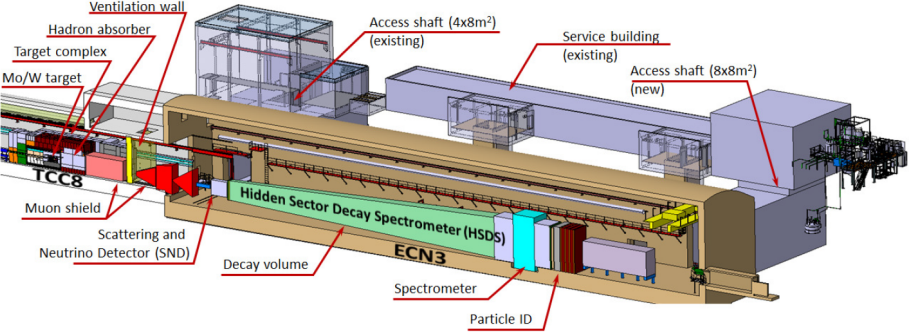 Ventilation wall
Hadron absorber
Target complex
Mo/W target
Access shaft (4x8m²)
(existing)
Service building
(existing)
Access shaft (8x8m²)
(new)
TCC8
Muon shield
Scattering and
Neutrino Detector (SND)
Hidden Sector Decay Spectrometer (HSDS)
Decay volume
ECN3
Spectrometer
Particle ID